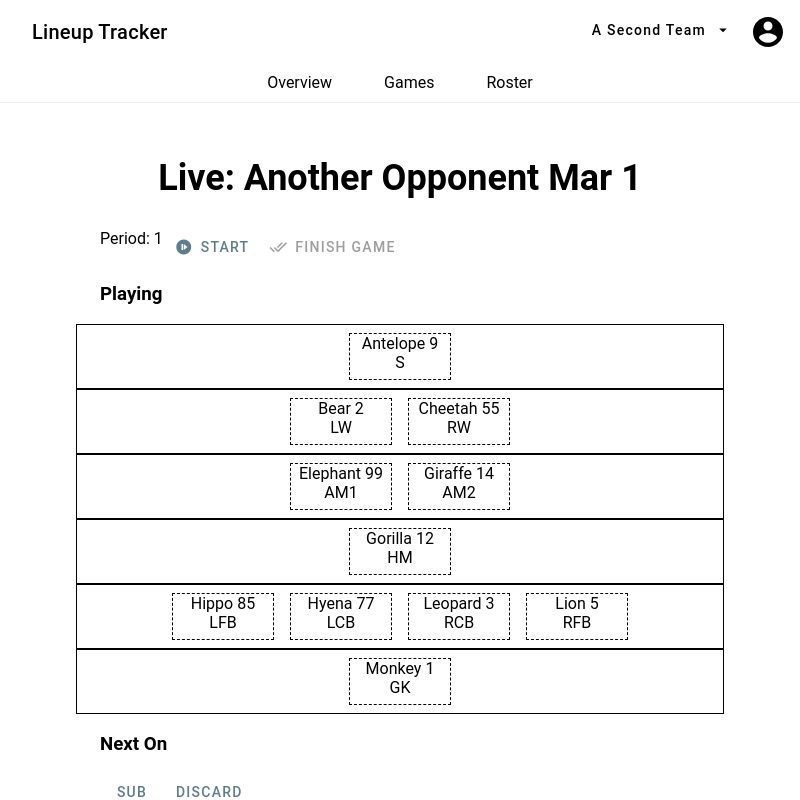 Lineup Tracker
A Second Team
Overview Games Roster
Live: Another Opponent Mar 1
Period: 1 START FINISH GAME
Playing
Antelope 9
S
Bear 2 Cheetah 55
LW RW
Elephant 99 Giraffe 14
AM1 AM2
Gorilla 12
HM
Hippo 85 Hyena 77 Leopard 3 Lion 5
LFB LCB RCB RFB
Monkey 1
GK
Next On
SUB DISCARD